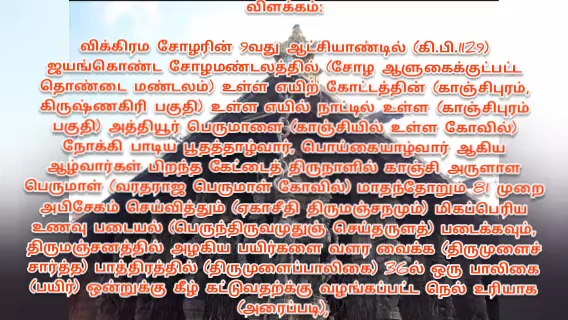 விளக்கம்:
விக்கிரம சோழரின் 9வது ஆட்சியாண்டில் (கி.பி.1129)
ஜயங்கொண்ட சோழமண்டலத்தில் (சோழ ஆளுகைக்குட்பட்ட
தொண்டை மண்டலம்) உள்ள எயிற் கோட்டத்தின் (காஞ்சிபுரம்,
கிருஷ்ணகிரி பகுதி) உள்ள எயில் நாட்டில் உள்ள (காஞ்சிபுரம்
பகுதி) அத்தியூர் பெருமாளை (காஞ்சியில் உள்ள கோவில்)
நோக்கி பாடிய பூதத்தாழ்வார், பொய்கையாழ்வார் ஆகிய
ஆழ்வார்கள் பிறந்த கேட்டைத் திருநாளில் காஞ்சி அருளாள
பெருமாள் (வரதராஜ பெருமாள் கோவில்) மாதந்தோறும் 81 முறை
அபிசேகம் செய்வித்தும் (ஏகாசீதி திருமஞ்சநமும்) மிகப்பெரிய
உணவு படையல் (பெருந்திருவமுதுஞ் செய்தருளத்) படைக்கவும்,
திருமஞ்சனத்தில் அழகிய பயிர்களை வளர வைக்க (திருமுளைச்
சார்த்த) பாத்திரத்தில் (திருமுளைப்பாலிகை) 36ல் ஒரு பாலிகை
(பயிர்) ஒன்றுக்கு கீழ் கட்டுவதற்க்கு வழங்கப்பட்ட நெல் உரியாக
(அரைப்படி),